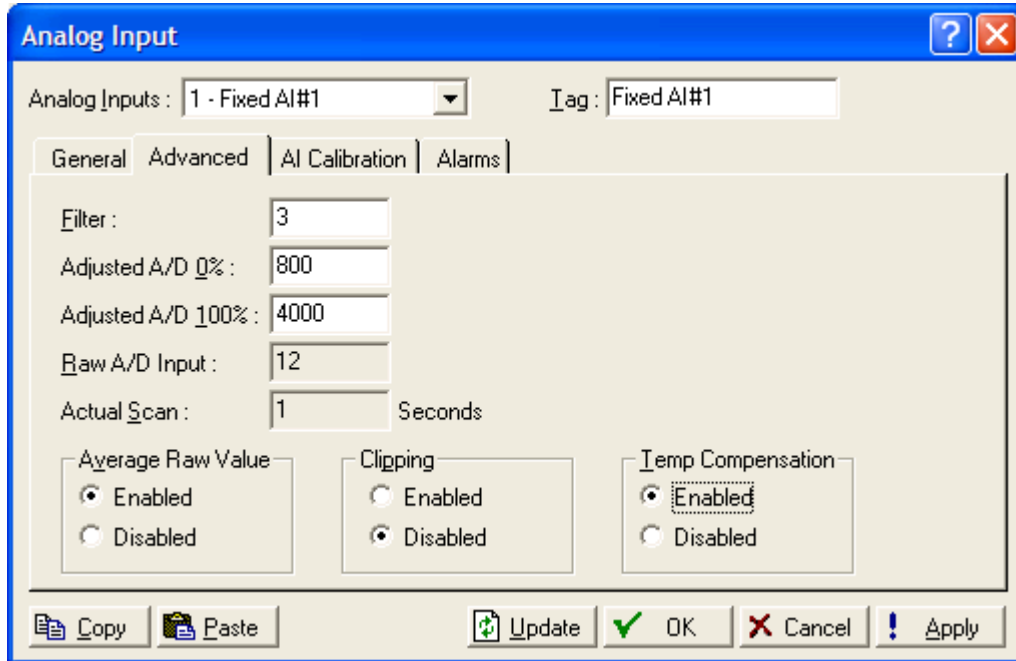 Analog Input
Analog Inputs : 1 - Fixed AI#1 Tag : Fixed AI#1
General Advanced AI Calibration Alarms
Filter : 3
Adjusted A/D 0% : 800
Adjusted A/D 100% : 4000
Raw A/D Input : 12
Actual Scan : 1 Seconds
Average Raw Value Clipping Temp Compensation
Enabled Enabled Enabled
Disabled Disabled Disabled
Copy Paste Update OK Cancel Apply